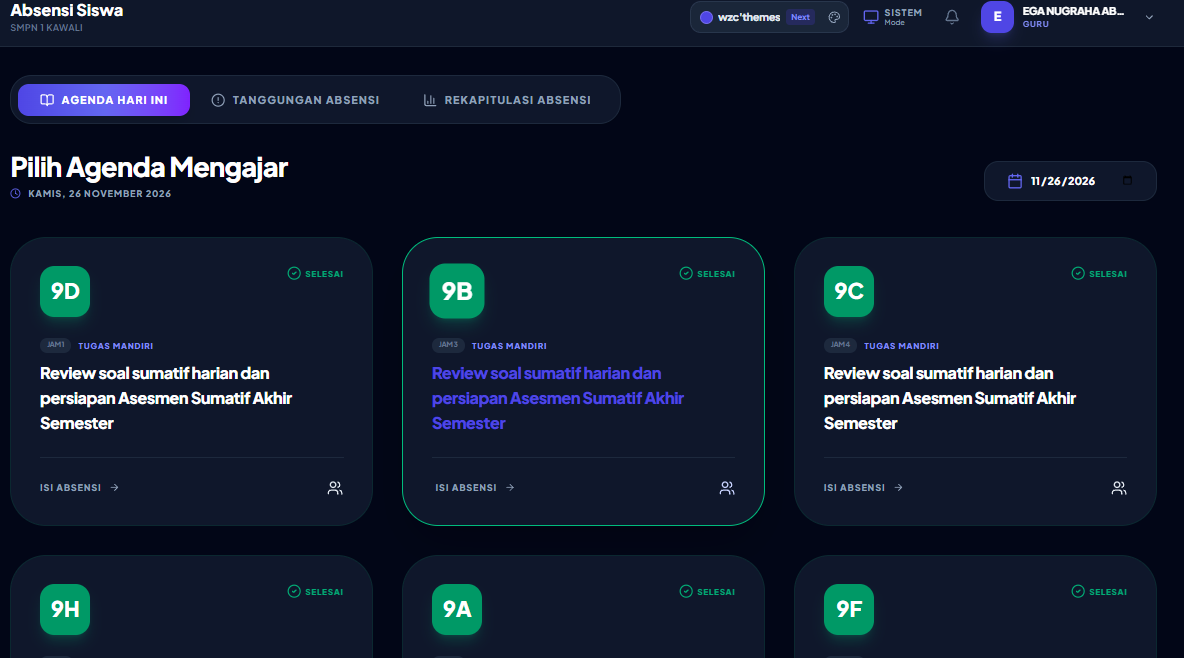 Absensi Siswa
SMPN 1 KAWALI
wzc'themes Next
SISTEM
Mode
E
EGA NUGRAHA AB...
GURU
AGENDA HARI INI
TANGGUNGAN ABSENSI
REKAPITULASI ABSENSI
Pilih Agenda Mengajar
KAMIS, 26 NOVEMBER 2026
11/26/2026
9D
SELESAI
JAM1 TUGAS MANDIRI
Review soal sumatif harian dan
persiapan Asesmen Sumatif Akhir
Semester
ISI ABSENSI →
9B
SELESAI
JAM3 TUGAS MANDIRI
Review soal sumatif harian dan
persiapan Asesmen Sumatif Akhir
Semester
ISI ABSENSI →
9C
SELESAI
JAM4 TUGAS MANDIRI
Review soal sumatif harian dan
persiapan Asesmen Sumatif Akhir
Semester
ISI ABSENSI →
9H
SELESAI
9A
SELESAI
9F
SELESAI